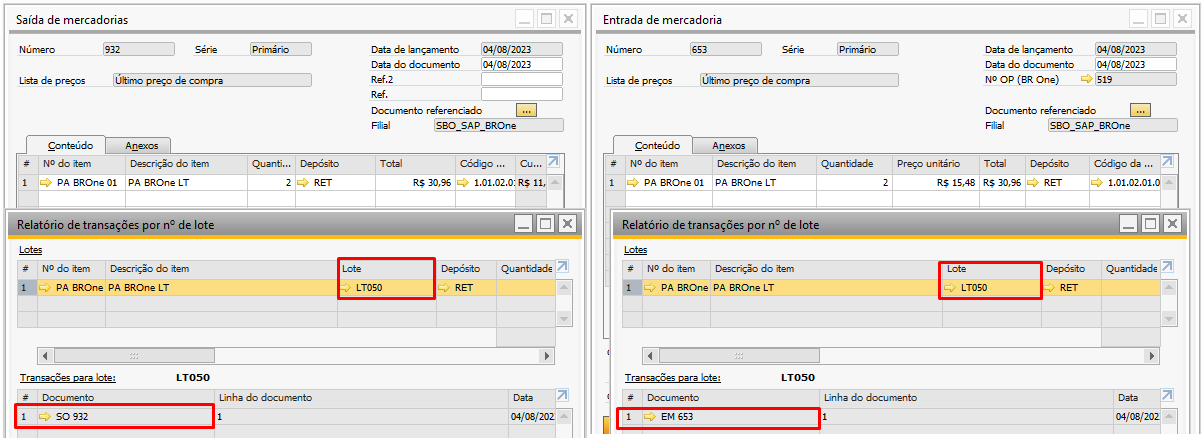 Saída de mercadorias
Número 932 Série Primário Data de lançamento 04/08/2023
Data do documento 04/08/2023
Lista de preços Último preço de compra Ref.2
Ref.
Documento referenciado ...
Filial SBO_SAP_BROne
Conteúdo Anexos
# Nº do item Descrição do item Quanti... Depósito Total Código ... Cu...
1 PA BROne 01 PA BROne LT 2 RET R$ 30,96 1.01.02.01 R$ 11,
Relatório de transações por nº de lote
Lotes
# Nº do item Descrição do item Lote Depósito Quantidade
1 PA BROne PA BROne LT LT050 RET
Transações para lote: LT050
# Documento Linha do documento Data
1 SO 932 1 04/08/202
Entrada de mercadoria
Número 653 Série Primário Data de lançamento 04/08/2023
Data do documento 04/08/2023
Lista de preços Último preço de compra Nº OP (BR One) 519
Documento referenciado ...
Filial SBO_SAP_BROne
Conteúdo Anexos
# Nº do item Descrição do item Quantidade Preço unitário Total Depósito Código da ...
1 PA BROne 01 PA BROne LT 2 R$ 15,48 R$ 30,96 RET 1.01.02.01.0
Relatório de transações por nº de lote
Lotes
# Nº do item Descrição do item Lote Depósito Quantidade
1 PA BROne PA BROne LT LT050 RET
Transações para lote: LT050
# Documento Linha do documento Data
1 EM 653 1 04/08/202